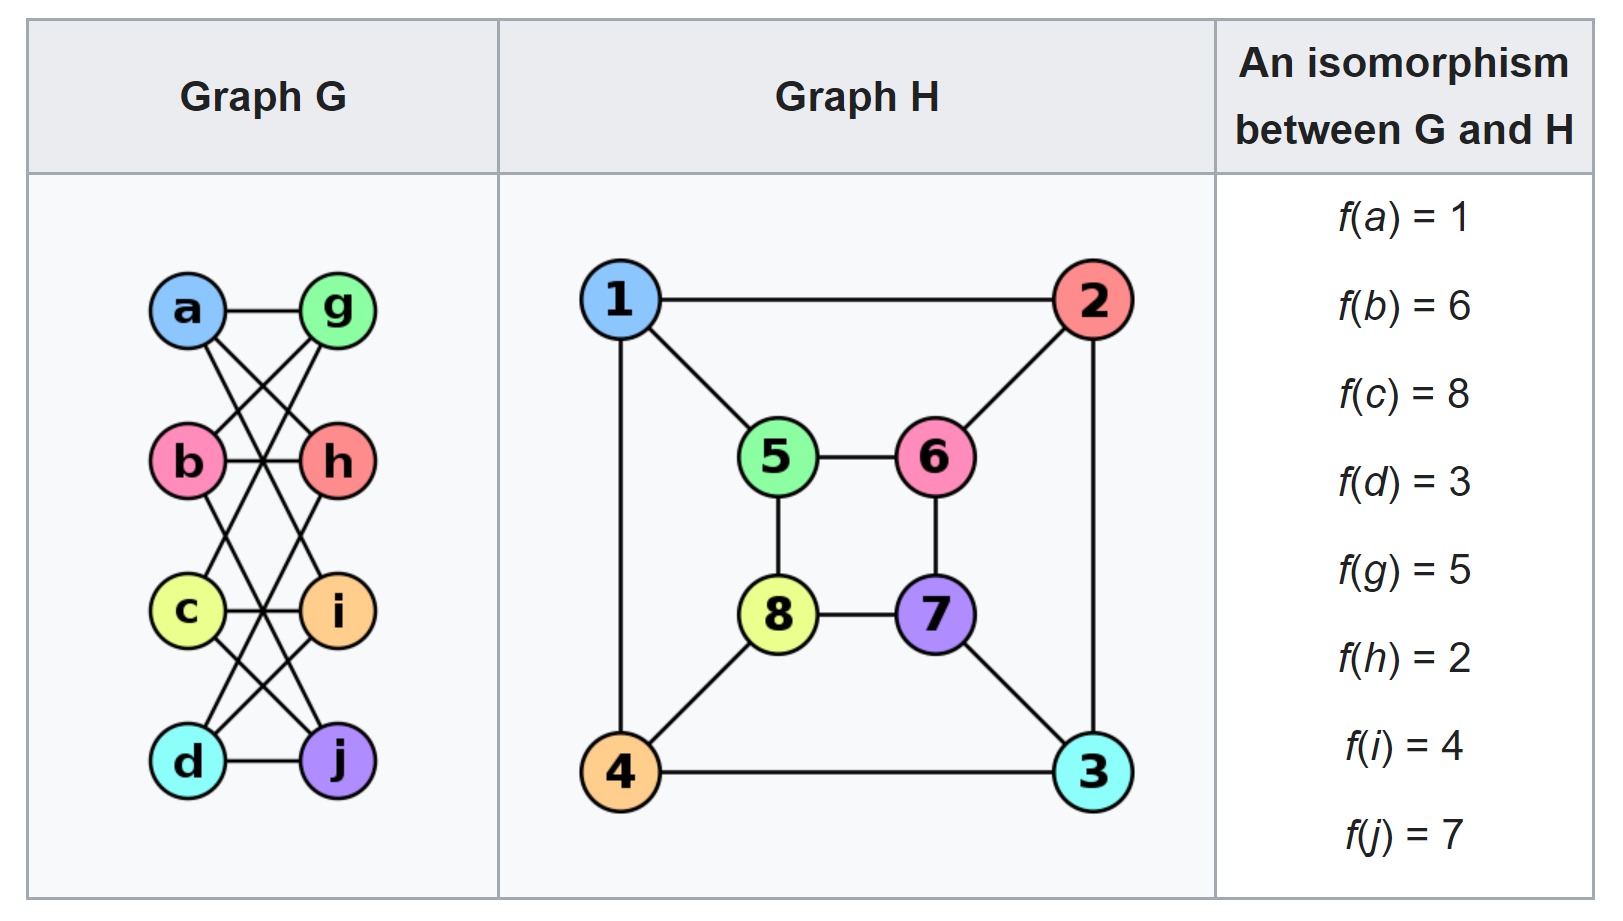 Graph G
Graph H
An isomorphism
between G and H
a
g
b
h
c
i
d
j
1
2
5
6
8
7
4
3
f(a) = 1
f(b) = 6
f(c) = 8
f(d) = 3
f(g) = 5
f(h) = 2
f(i) = 4
f(j) = 7